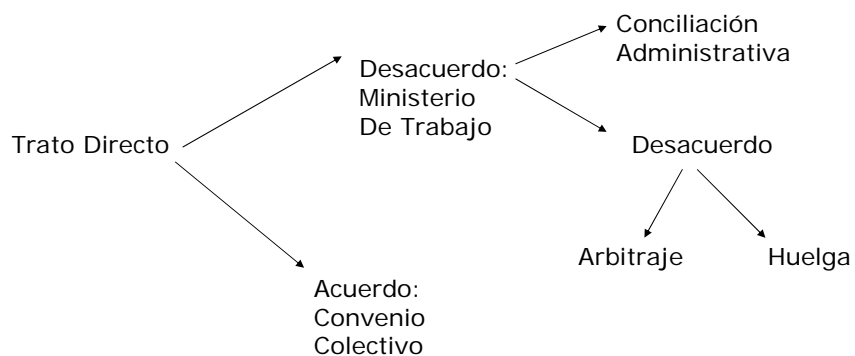 Conciliación
Administrativa
Desacuerdo:
Ministerio
De Trabajo
Trato Directo
Desacuerdo
Arbitraje
Huelga
Acuerdo:
Convenio
Colectivo